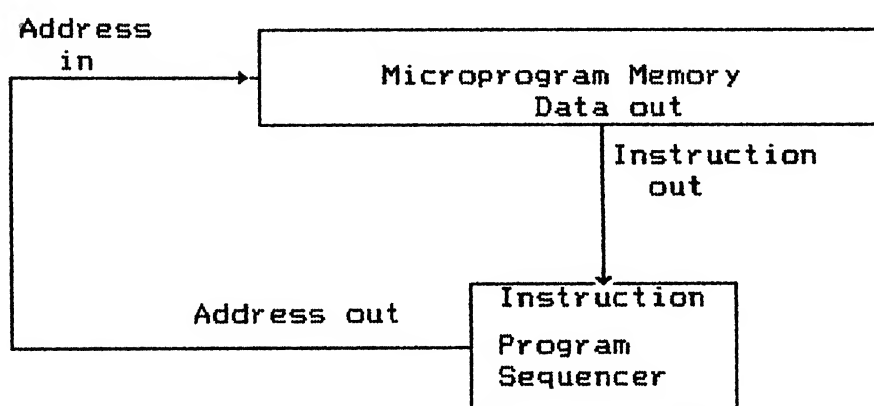 Address
in
Microprogram Memory
Data out
Instruction
out
Address out
Instruction
Program
Sequencer